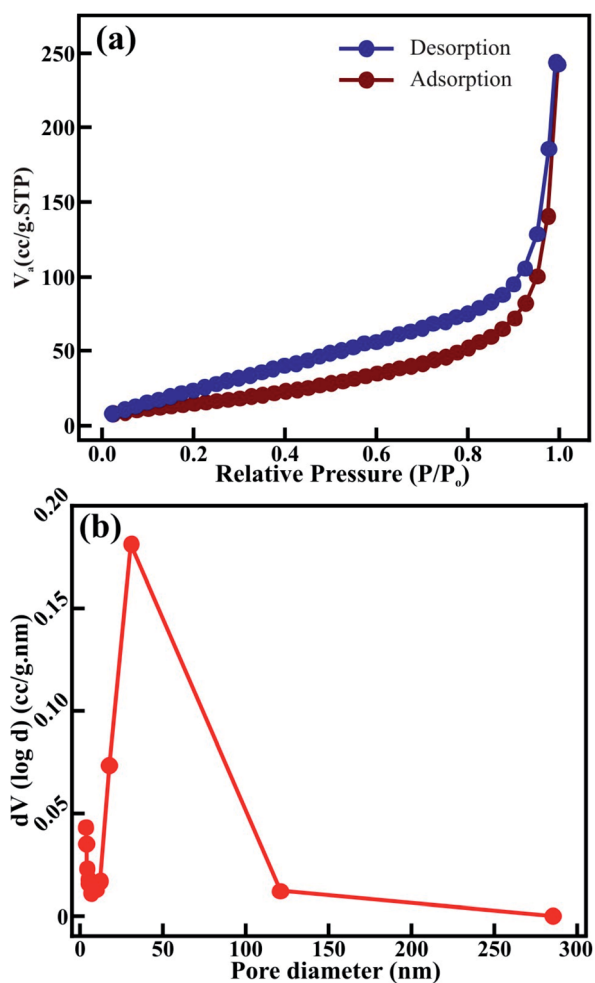 (a)
Desorption
Adsorption
250
200
150
100
50
0
Vₐ(cc/g.STP)
0.0 0.2 0.4 0.6 0.8 1.0
Relative Pressure (P/Pₒ)
(b)
0.20
0.15
0.10
0.05
0
dV (log d) (cc/g.nm)
0 50 100 150 200 250 300
Pore diameter (nm)